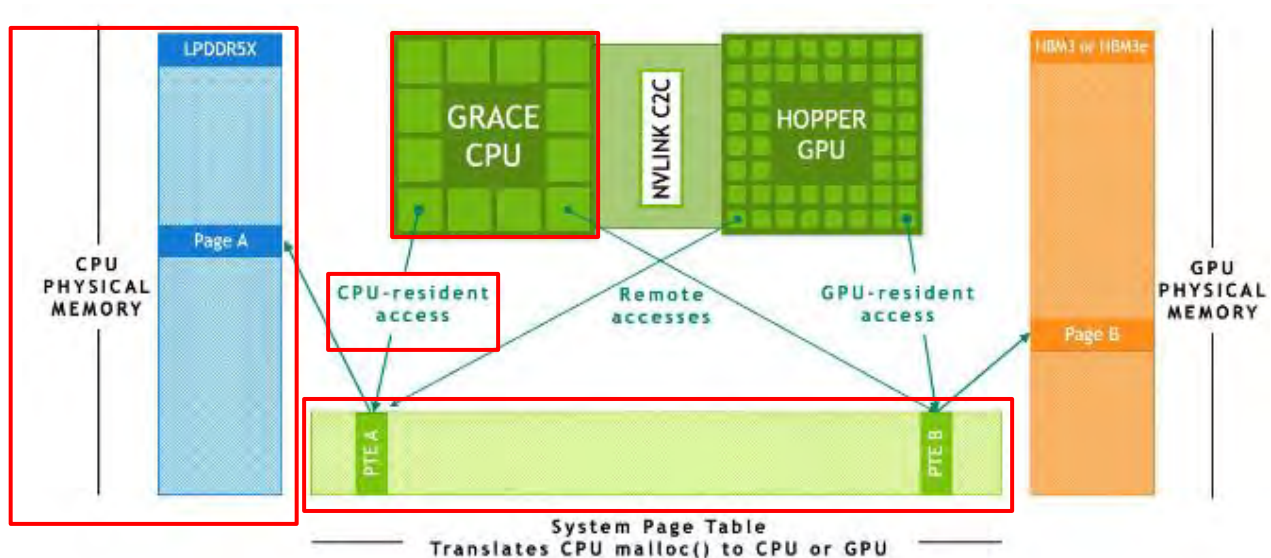 LPDDR5X
GRACE
CPU
NVLINK C2C
HOPPER
GPU
HBM3 or HBM3e
Page A
CPU
PHYSICAL
MEMORY
CPU-resident
access
Remote
accesses
GPU-resident
access
Page B
GPU
PHYSICAL
MEMORY
PTE A
PTE B
System Page Table
Translates CPU malloc() to CPU or GPU